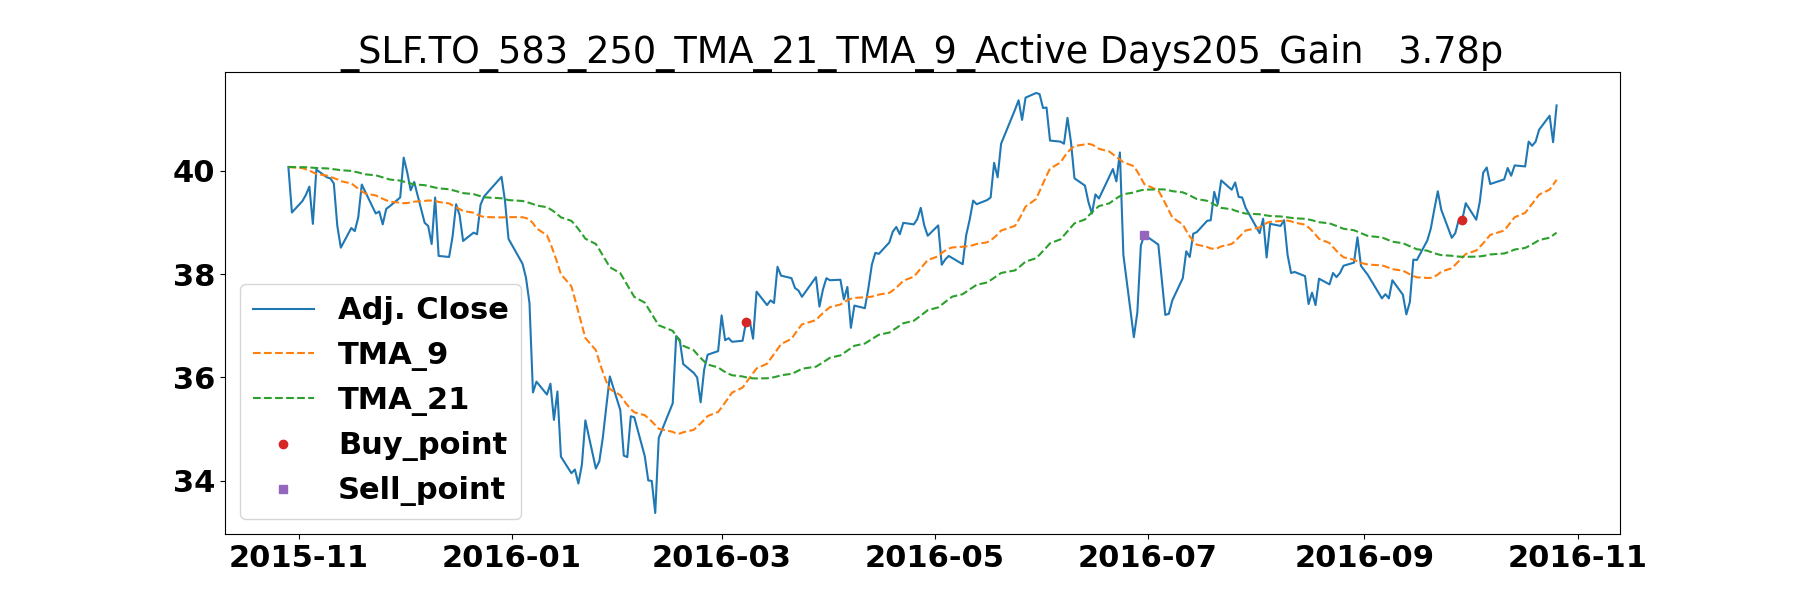 _SLF.TO_583_250_TMA_21_TMA_9_Active Days205_Gain   3.78p
40
38
36
34
Adj. Close
TMA_9
TMA_21
Buy_point
Sell_point
2015-11 2016-01 2016-03 2016-05 2016-07 2016-09 2016-11